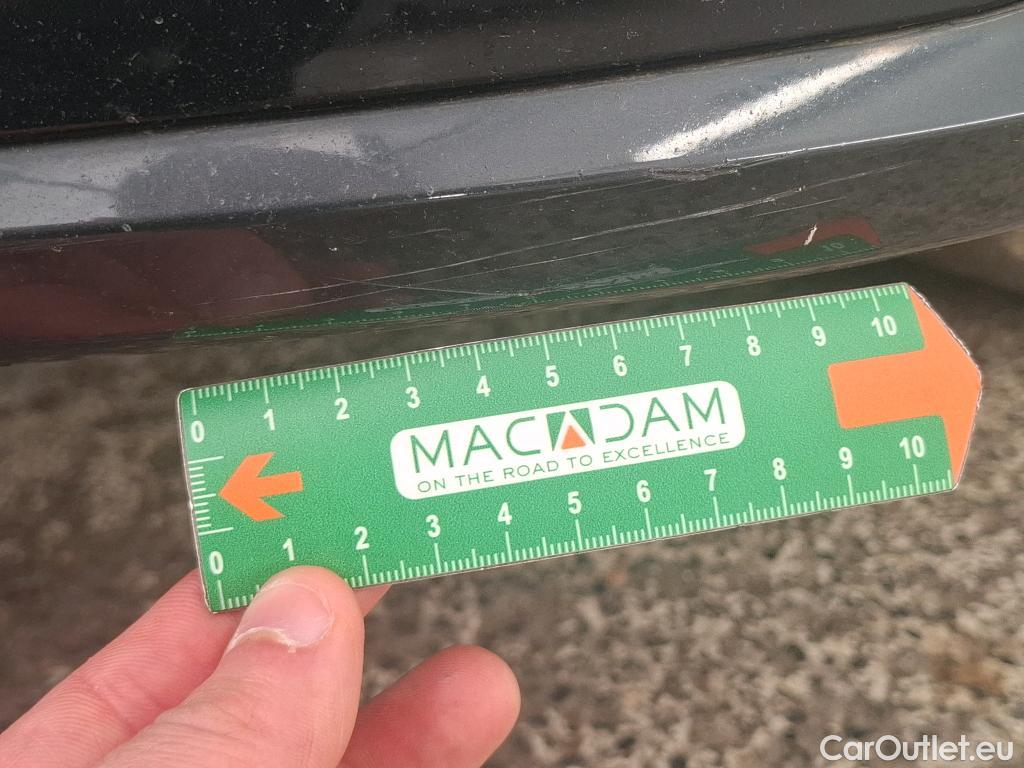 0 1 2 3 4 5 6 7 8 9 10
MACADAM
ON THE ROAD TO EXCELLENCE
0 1 2 3 4 5 6 7 8 9 10
CarOutlet.eu